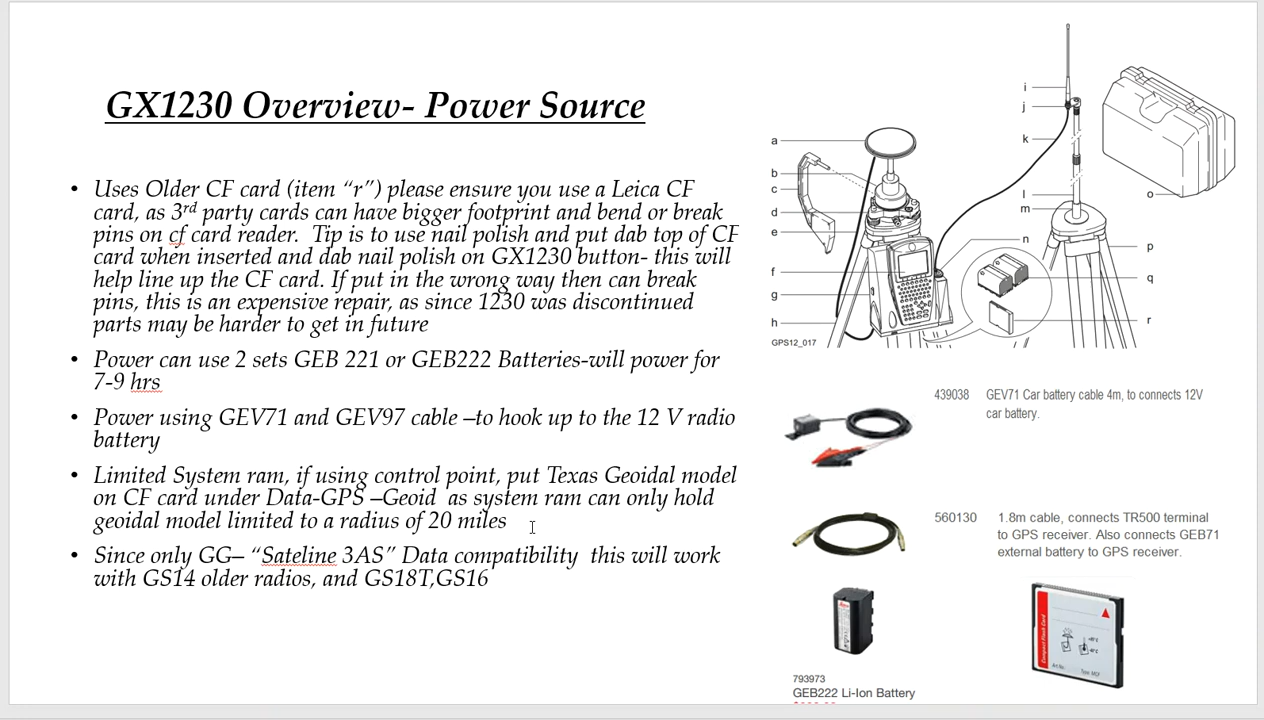 GX1230 Overview- Power Source
• Uses Older CF card (item “r”) please ensure you use a Leica CF
card, as 3rd party cards can have bigger footprint and bend or break
pins on cf card reader.  Tip is to use nail polish and put dab top of CF
card when inserted and dab nail polish on GX1230 button- this will
help line up the CF card. If put in the wrong way then can break
pins, this is an expensive repair, as since 1230 was discontinued
parts may be harder to get in future
• Power can use 2 sets GEB 221 or GEB222 Batteries-will power for
7-9 hrs
• Power using GEV71 and GEV97 cable –to hook up to the 12 V radio
battery
• Limited System ram, if using control point, put Texas Geoidal model
on CF card under Data-GPS –Geoid  as system ram can only hold
geoidal model limited to a radius of 20 miles
• Since only GG– “Sateline 3AS” Data compatibility  this will work
with GS14 older radios, and GS18T,GS16
a
b
c
d
e
f
g
h
i
j
k
l
m
n
o
p
q
r
GPS12_017
439038 GEV71 Car battery cable 4m, to connects 12V
car battery.
560130 1.8m cable, connects TR500 terminal
to GPS receiver. Also connects GEB71
external battery to GPS receiver.
793973
GEB222 Li-Ion Battery
Compact Flash Card